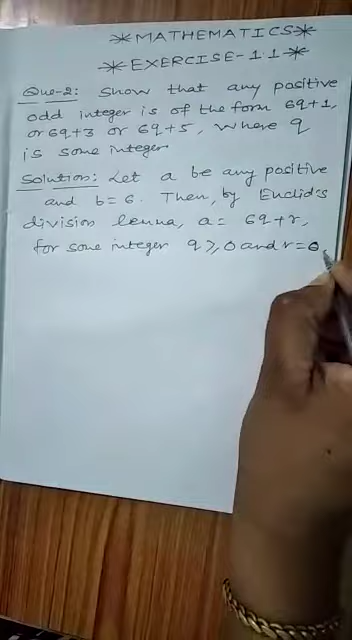 *MATHEMATICS*
*EXERCISE-1.1*
Que-2: Show that any positive
odd integer is of the form 6q+1,
or 6q+3 or 6q+5, where q
is some integer
Solution: Let a be any positive
and b=6. Then, by Euclid's
division lemma, a= 6q+r,
for some integer q≥,0 and r=0,